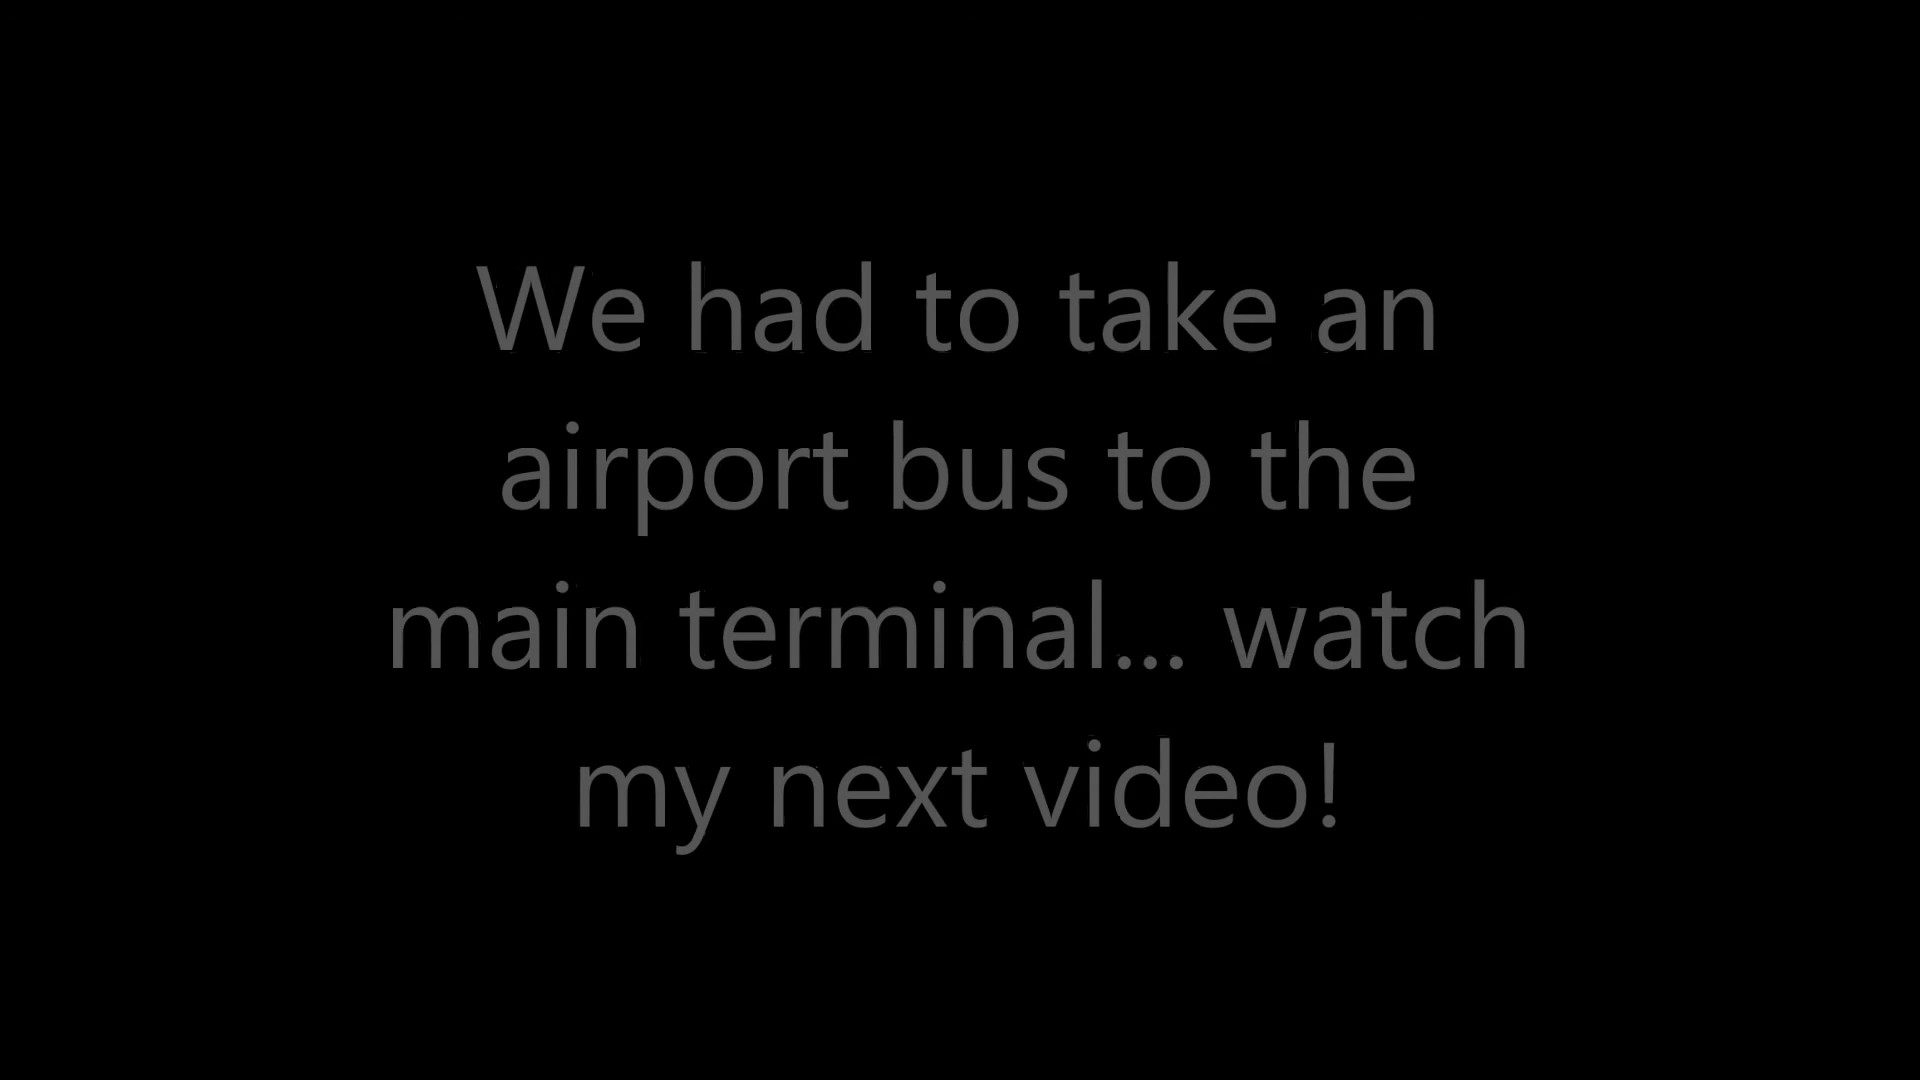 We had to take an
airport bus to the
main terminal... watch
my next video!